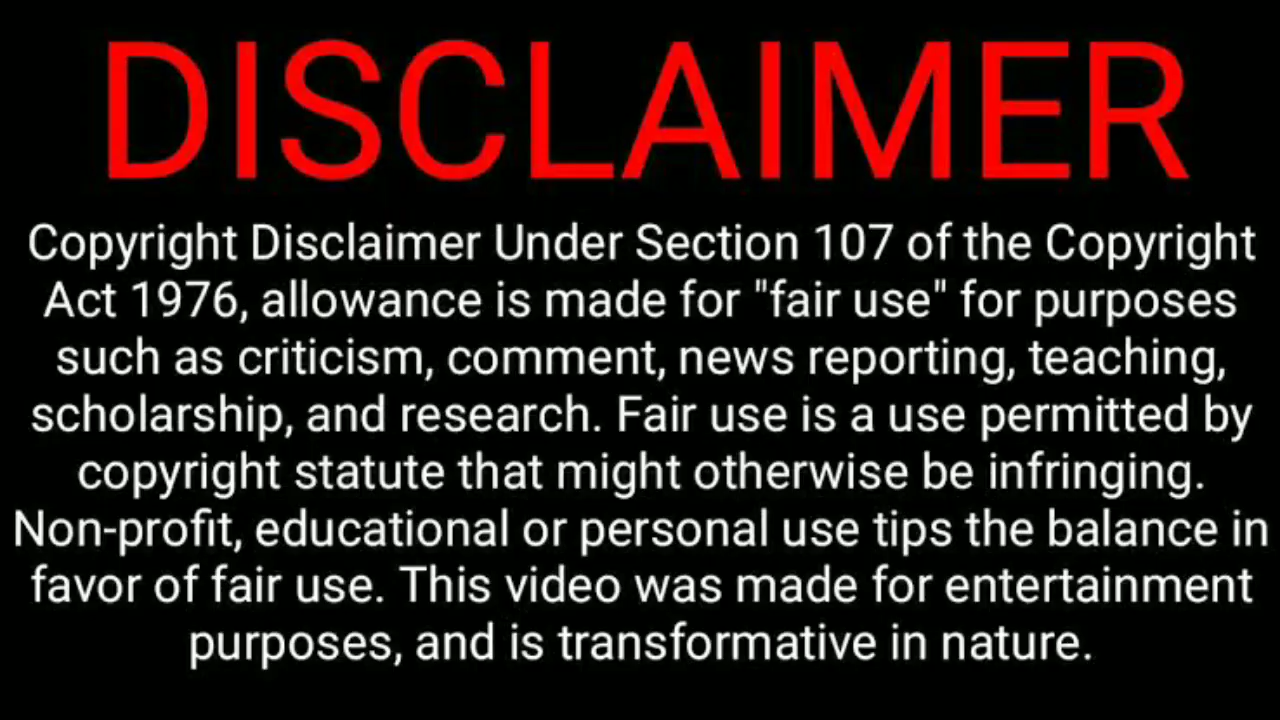 DISCLAIMER
Copyright Disclaimer Under Section 107 of the Copyright
Act 1976, allowance is made for "fair use" for purposes
such as criticism, comment, news reporting, teaching,
scholarship, and research. Fair use is a use permitted by
copyright statute that might otherwise be infringing.
Non-profit, educational or personal use tips the balance in
favor of fair use. This video was made for entertainment
purposes, and is transformative in nature.